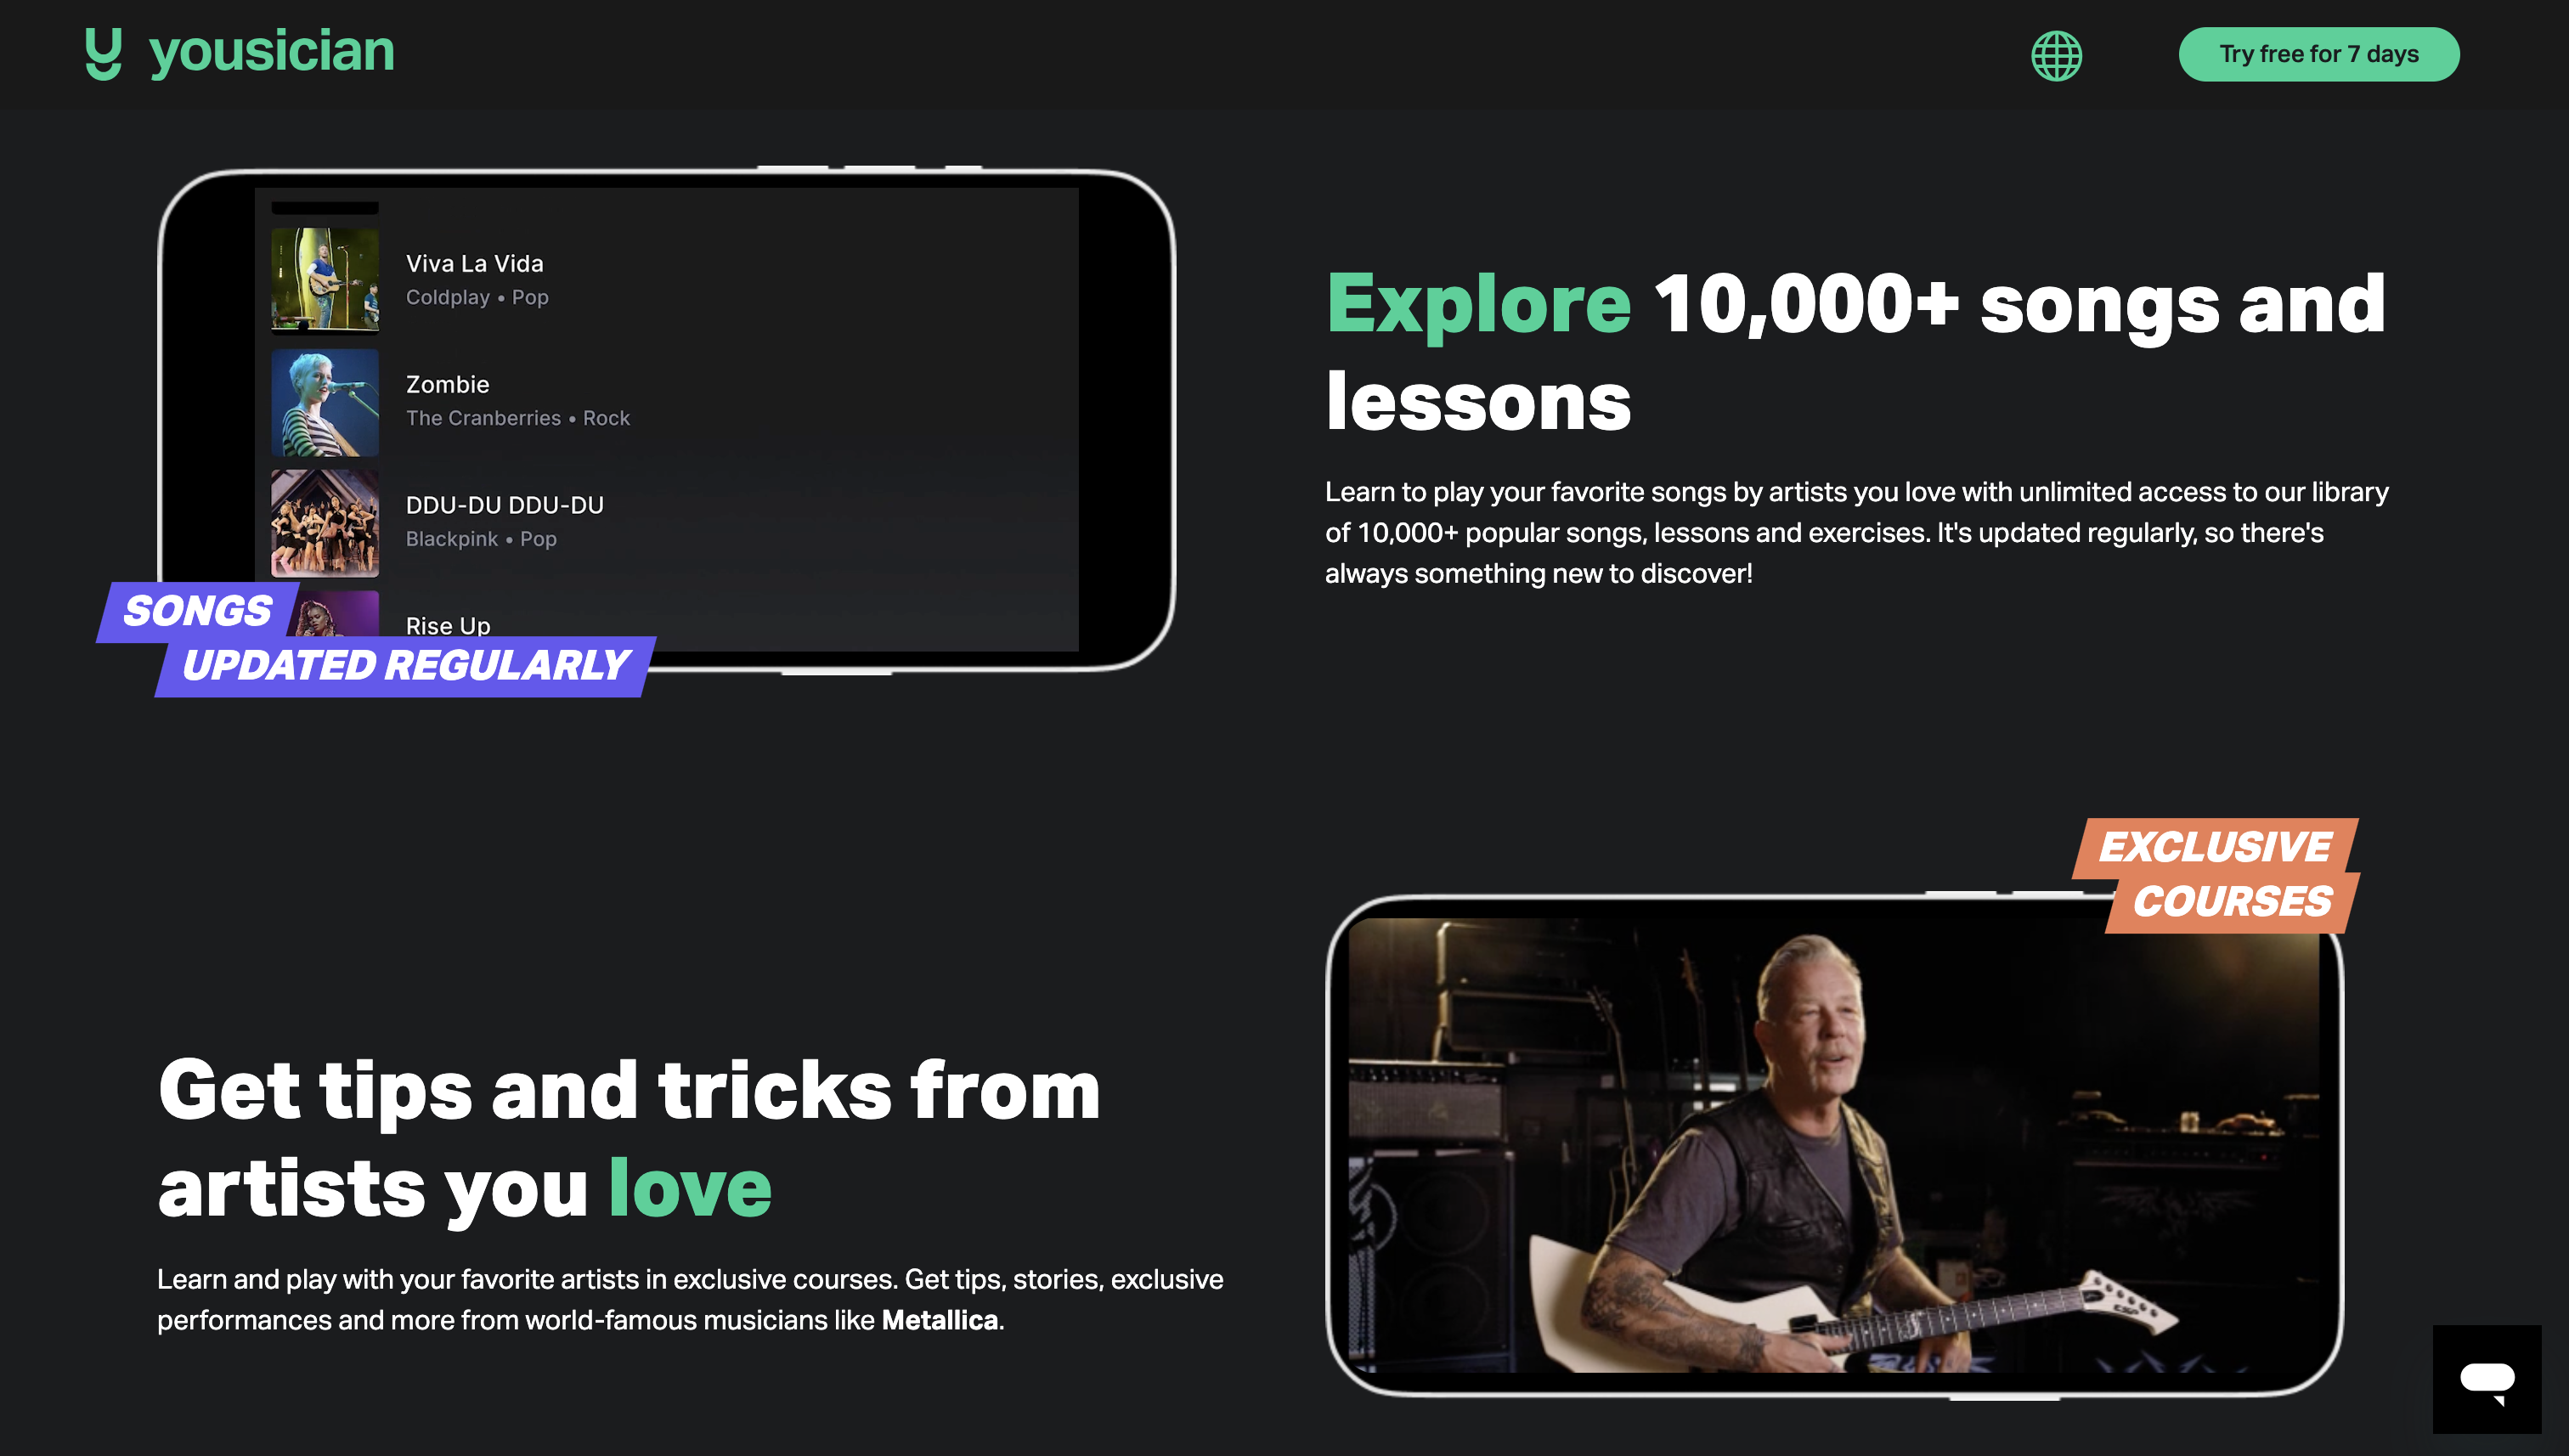 yousician
Try free for 7 days
Viva La Vida
Coldplay • Pop
Zombie
The Cranberries • Rock
DDU-DU DDU-DU
Blackpink • Pop
Rise Up
SONGS
UPDATED REGULARLY
Explore 10,000+ songs and
lessons
Learn to play your favorite songs by artists you love with unlimited access to our library
of 10,000+ popular songs, lessons and exercises. It's updated regularly, so there's
always something new to discover!
Get tips and tricks from
artists you love
Learn and play with your favorite artists in exclusive courses. Get tips, stories, exclusive
performances and more from world-famous musicians like Metallica.
EXCLUSIVE
COURSES
ESP